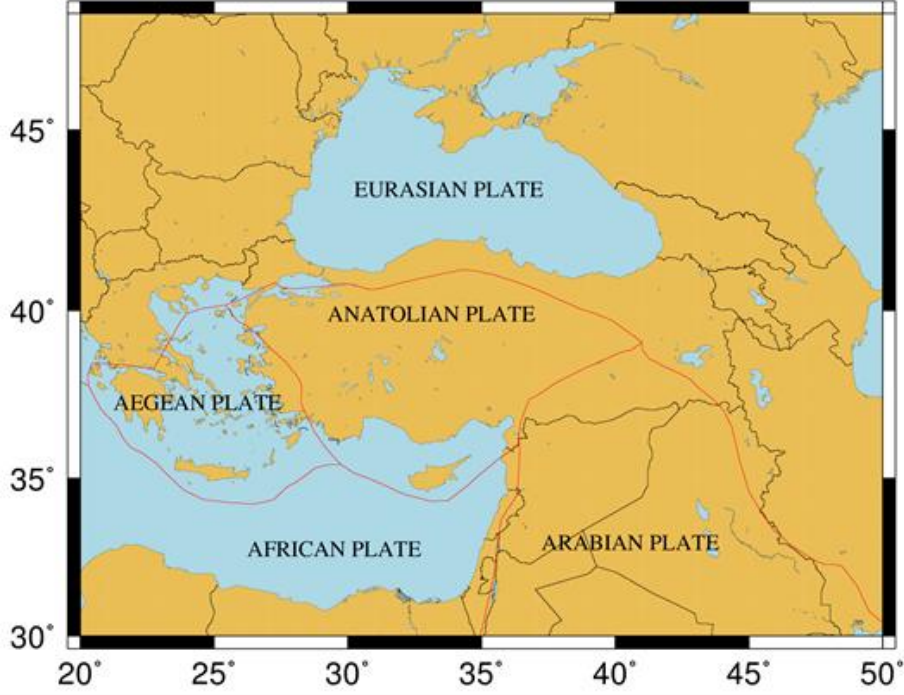 45°
EURASIAN PLATE
40°
ANATOLIAN PLATE
AEGEAN PLATE
35°
AFRICAN PLATE
ARABIAN PLATE
30°
20° 25° 30° 35° 40° 45° 50°